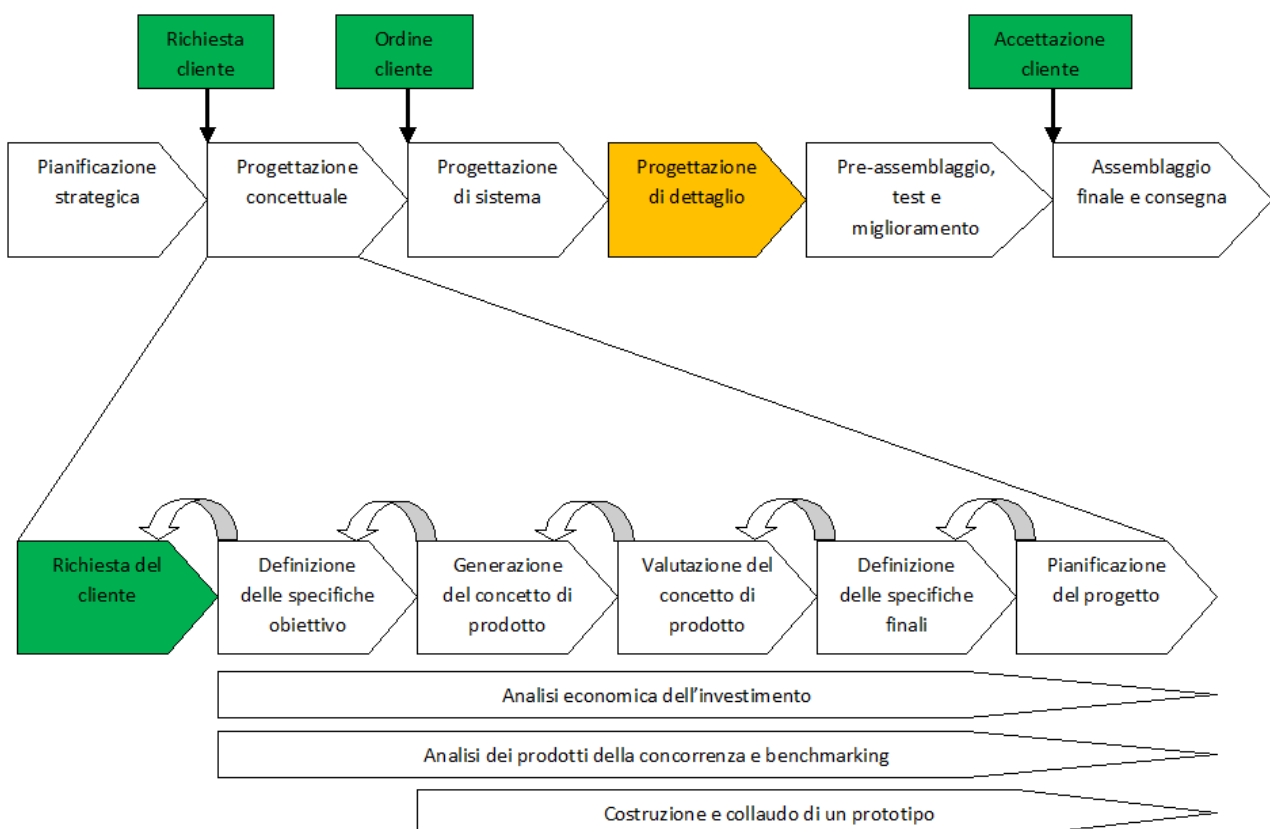 Richiesta
cliente
Ordine
cliente
Accettazione
cliente
Pianificazione
strategica
Progettazione
concettuale
Progettazione
di sistema
Progettazione
di dettaglio
Pre-assemblaggio,
test e
miglioramento
Assemblaggio
finale e consegna
Richiesta del
cliente
Definizione
delle specifiche
obiettivo
Generazione
del concetto di
prodotto
Valutazione del
concetto di
prodotto
Definizione
delle specifiche
finali
Pianificazione
del progetto
Analisi economica dell’investimento
Analisi dei prodotti della concorrenza e benchmarking
Costruzione e collaudo di un prototipo